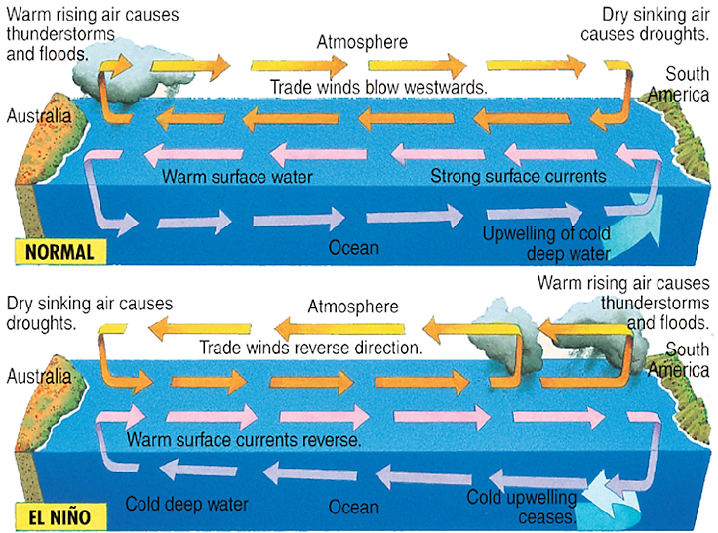 Warm rising air causes
thunderstorms
and floods.
Atmosphere
Dry sinking air
causes droughts.
Trade winds blow westwards.
South
America
Australia
Warm surface water
Strong surface currents
Upwelling of cold
deep water
Ocean
NORMAL
Dry sinking air causes
droughts.
Atmosphere
Warm rising air causes
thunderstorms
and floods.
Trade winds reverse direction.
South
America
Australia
Warm surface currents reverse.
Cold deep water
Ocean
Cold upwelling
ceases.
EL NIÑO